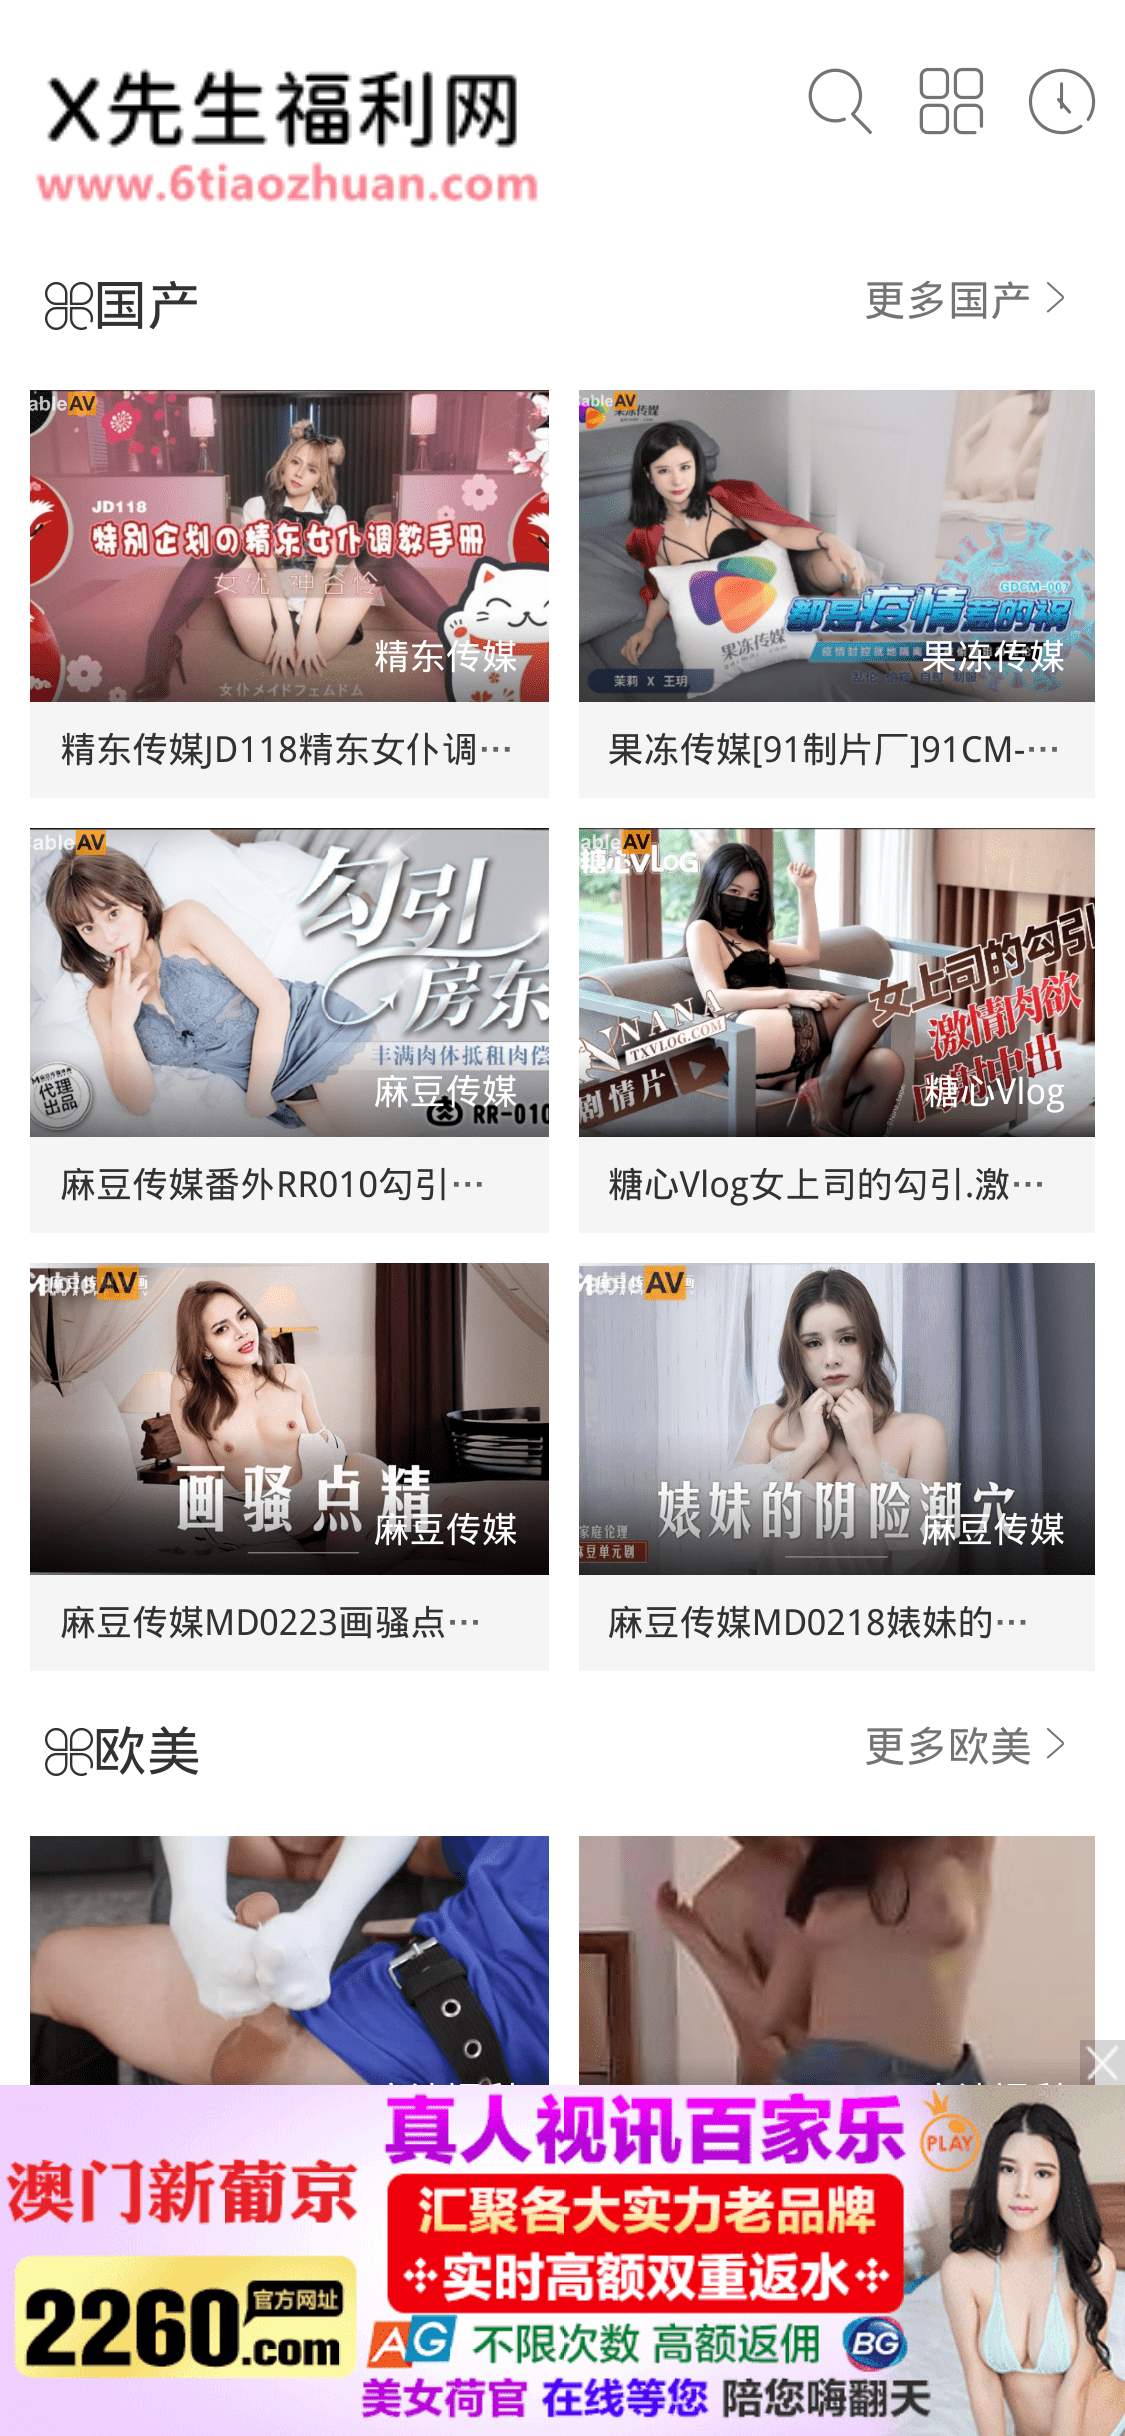 X先生福利网
www.6tiaozhuan.com
国产
更多国产
ableAV
JD118
特别企划の精东女仆调教手册
女优 神谷怜
精东传媒
女仆メイドフェムドム
精东传媒JD118精东女仆调…
ableAV
果冻传媒
GDCM-007
都是疫情惹的祸
果冻传媒
果冻传媒
茉莉 X 王玥
果冻传媒[91制片厂]91CM-…
ableAV
勾引
房东
丰满肉体抵租肉偿
代理
出品
麻豆传媒
RR-010
麻豆传媒番外RR010勾引…
ableAV
糖心VLOG
女上司的勾引
激情肉欲
内射中出
NANA
TXVLOG.COM
剧情片
糖心Vlog
糖心Vlog女上司的勾引.激…
AV
画骚点精
麻豆传媒
麻豆传媒MD0223画骚点…
AV
婊妹的阴险潮穴
家庭伦理
麻豆单元剧
麻豆传媒
麻豆传媒MD0218婊妹的…
欧美
更多欧美
澳门新葡京
2260.com
官方网址
真人视讯百家乐
汇聚各大实力老品牌
实时高额双重返水
AG 不限次数 高额返佣 BG
美女荷官 在线等您 陪您嗨翻天
PLAY